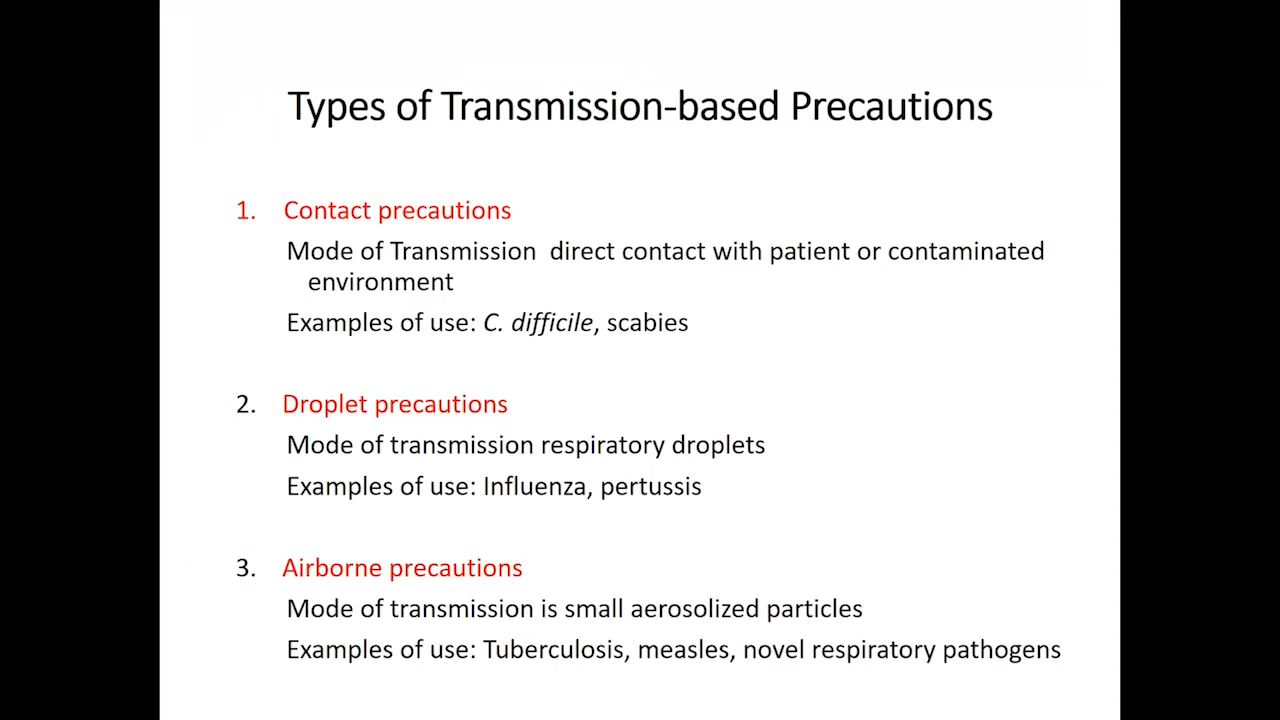 Types of Transmission-based Precautions
1. Contact precautions
Mode of Transmission  direct contact with patient or contaminated
environment
Examples of use: C. difficile, scabies
2. Droplet precautions
Mode of transmission respiratory droplets
Examples of use: Influenza, pertussis
3. Airborne precautions
Mode of transmission is small aerosolized particles
Examples of use: Tuberculosis, measles, novel respiratory pathogens